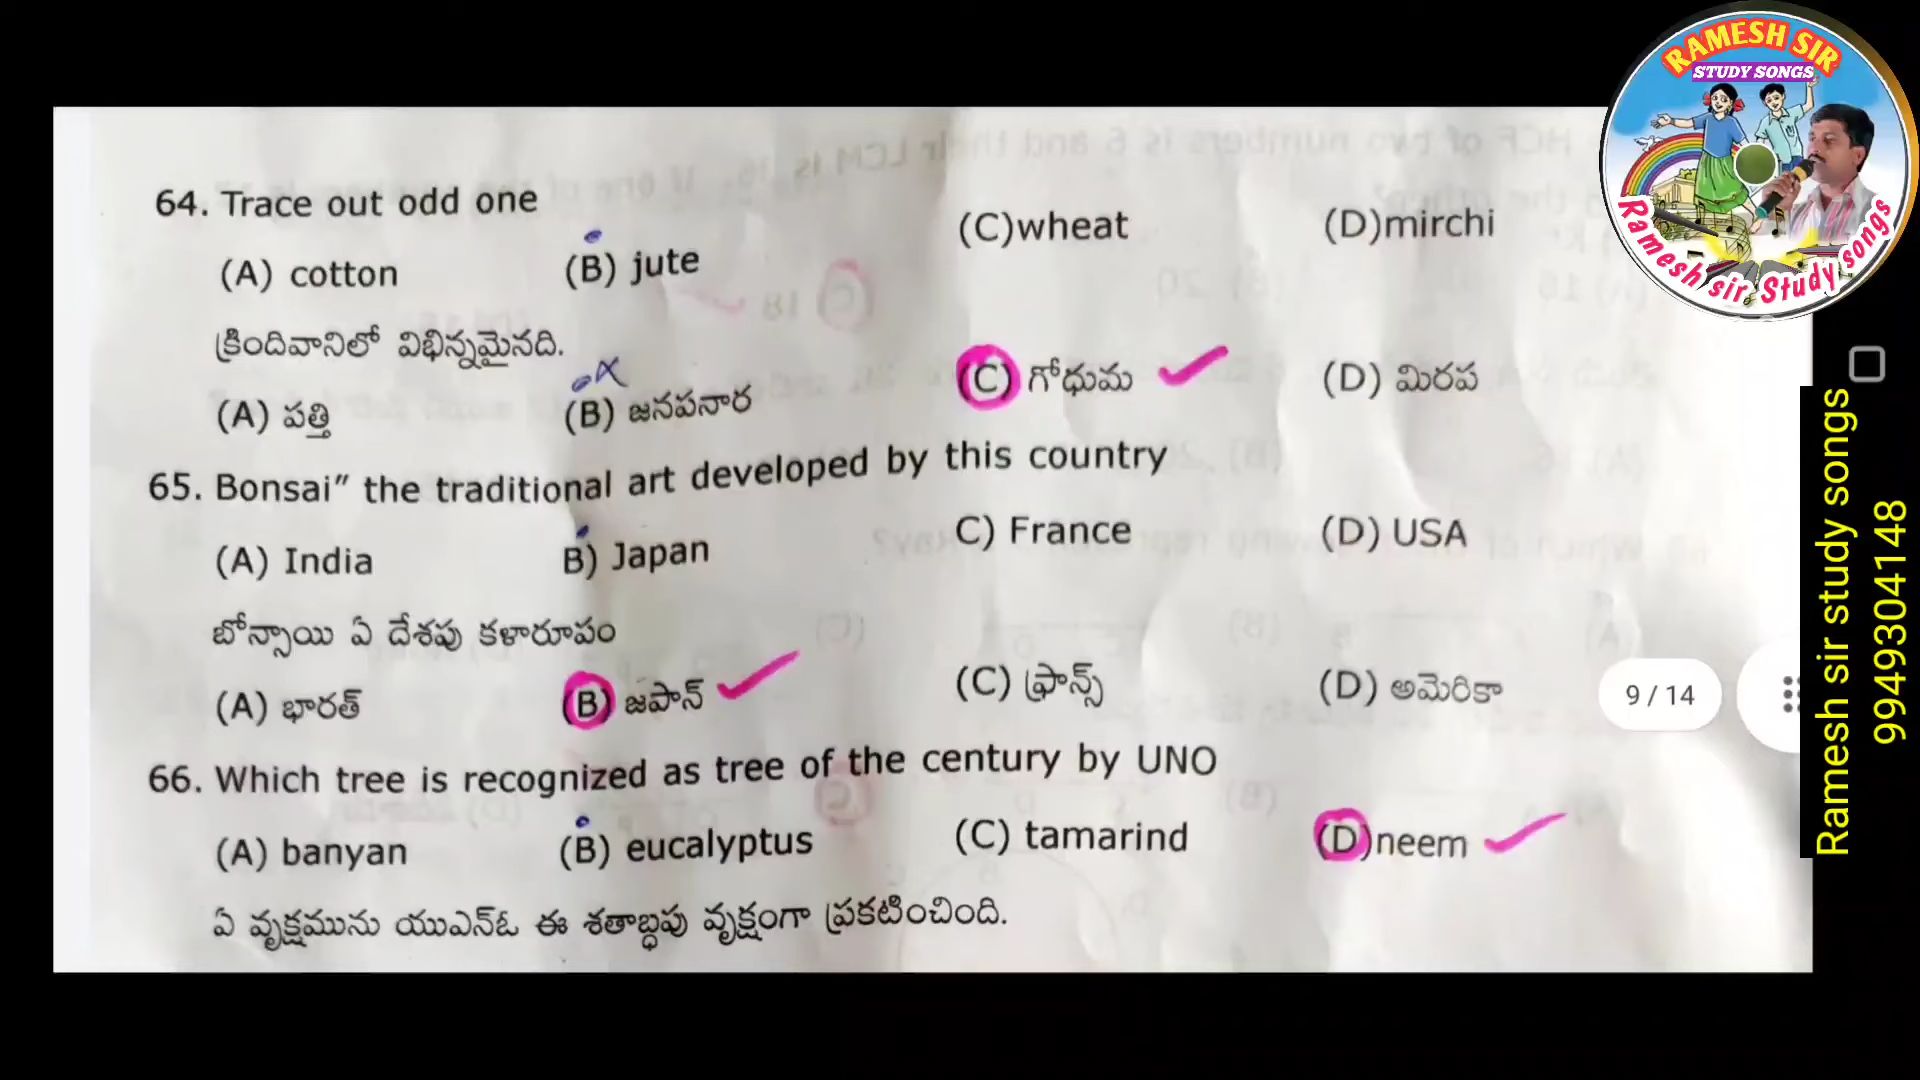 RAMESH SIR
STUDY SONGS
Ramesh sir Study songs
64. Trace out odd one
(A) cotton (B) jute (C)wheat (D)mirchi
క్రిందివానిలో విభిన్నమైనది.
(A) పత్తి (B) జనపనార (C) గోధుమ (D) మిరప
65. Bonsai” the traditional art developed by this country
(A) India B) Japan C) France (D) USA
బోన్సాయి ఏ దేశపు కళారూపం
(A) భారత్ (B) జపాన్ (C) ఫ్రాన్స్ (D) అమెరికా
66. Which tree is recognized as tree of the century by UNO
(A) banyan (B) eucalyptus (C) tamarind (D)neem
ఏ వృక్షమును యుఎన్ఓ ఈ శతాబ్ధపు వృక్షంగా ప్రకటించింది.
9 / 14
Ramesh sir study songs
9949304148